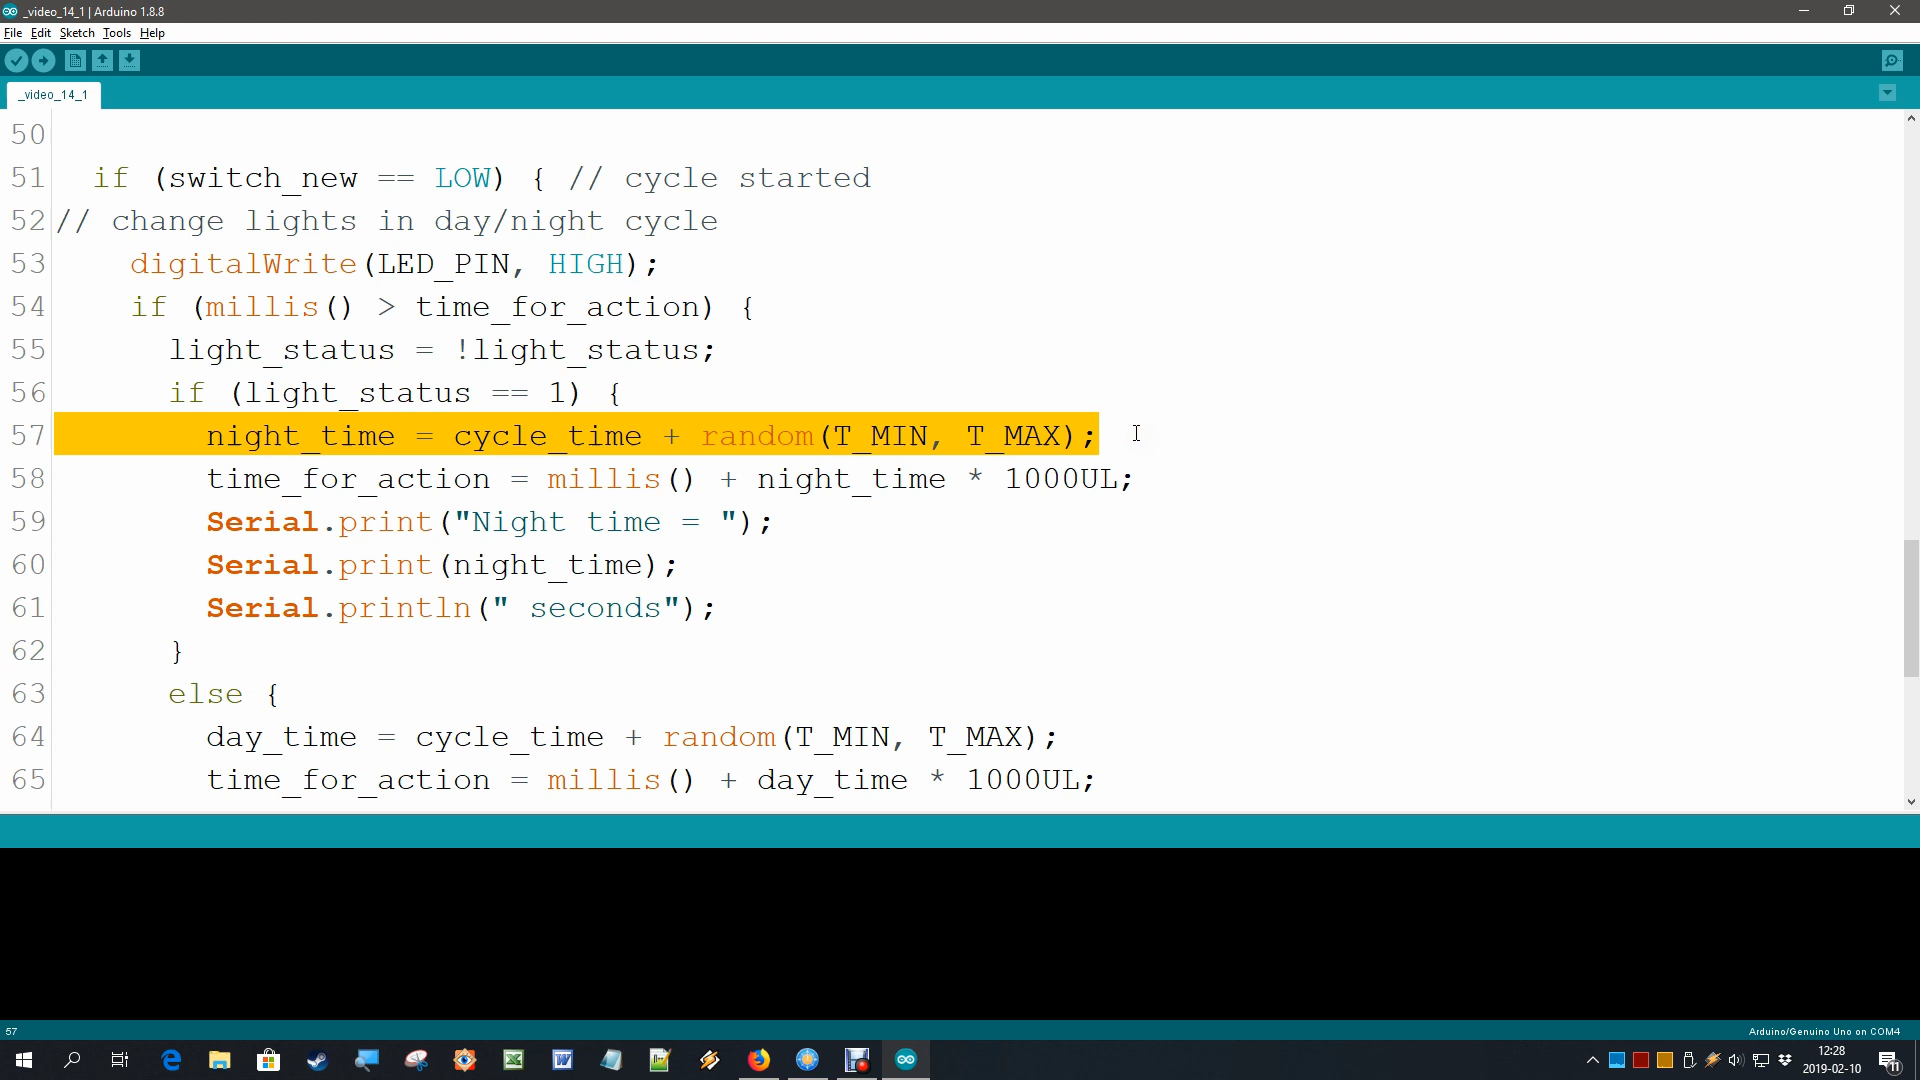 _video_14_1 | Arduino 1.8.8
File Edit Sketch Tools Help
_video_14_1
50
51 if (switch_new == LOW) { // cycle started
52 // change lights in day/night cycle
53 digitalWrite(LED_PIN, HIGH);
54 if (millis() > time_for_action) {
55 light_status = !light_status;
56 if (light_status == 1) {
57 night_time = cycle_time + random(T_MIN, T_MAX);
58 time_for_action = millis() + night_time * 1000UL;
59 Serial.print("Night time = ");
60 Serial.print(night_time);
61 Serial.println(" seconds");
62 }
63 else {
64 day_time = cycle_time + random(T_MIN, T_MAX);
65 time_for_action = millis() + day_time * 1000UL;
57
Arduino/Genuino Uno on COM4
12:28
2019-02-10
11